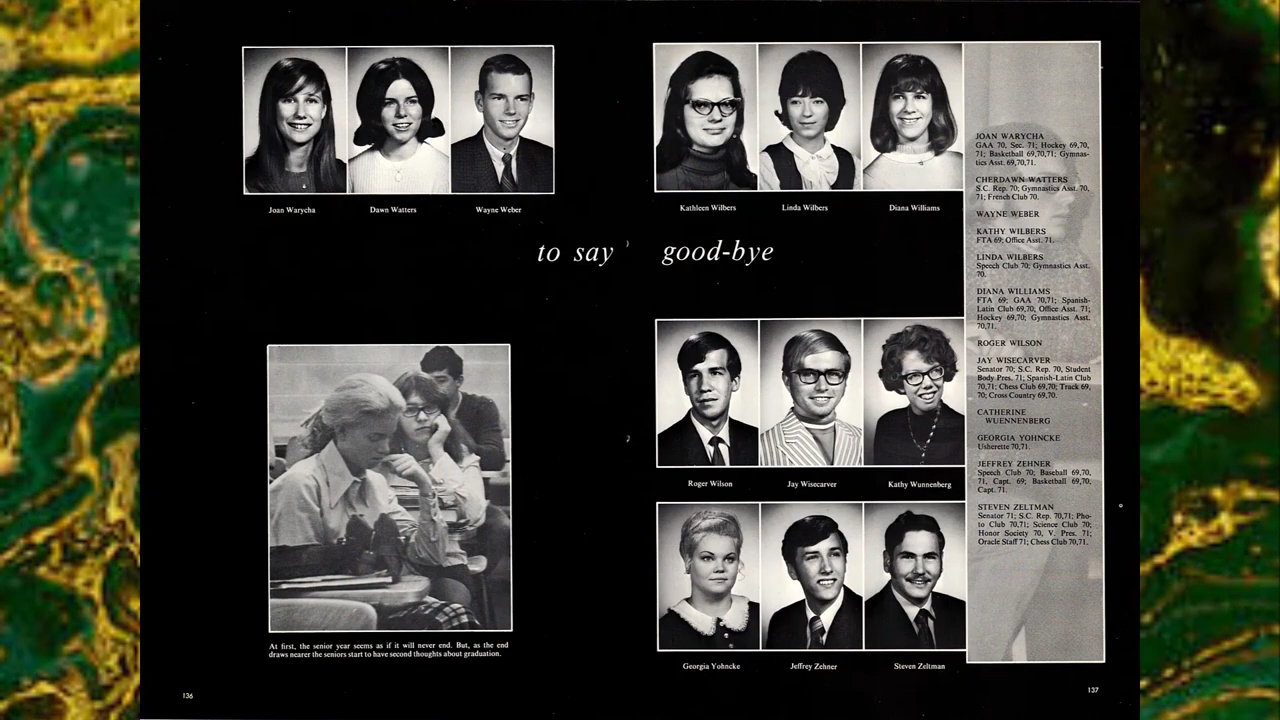 Joan Warycha
Dawn Watters
Wayne Weber
Kathleen Wilbers
Linda Wilbers
Diana Williams
to say good-bye
Roger Wilson
Jay Wisecarver
Kathy Wunnenberg
Georgia Yohncke
Jeffrey Zehner
Steven Zeltman
At first, the senior year seems as if it will never end. But, as the end
draws nearer the seniors start to have second thoughts about graduation.
136
JOAN WARYCHA
GAA 70, Sec. 71; Hockey 69,70,
71; Basketball 69,70,71; Gymnas-
tics Asst. 69,70,71.
CHERDAWN WATTERS
S.C. Rep. 70; Gymnastics Asst. 70,
71; French Club 70.
WAYNE WEBER
KATHY WILBERS
FTA 69; Office Asst. 71.
LINDA WILBERS
Speech Club 70; Gymnastics Asst.
70.
DIANA WILLIAMS
FTA 69; GAA 70,71; Spanish-
Latin Club 69,70, Office Asst. 71;
Hockey 69,70; Gymnastics Asst.
70,71.
ROGER WILSON
JAY WISECARVER
Senator 70; S.C. Rep. 70, Student
Body Pres. 71; Spanish-Latin Club
70,71; Chess Club 69,70; Track 69,
70; Cross Country 69,70.
CATHERINE
WUENNENBERG
GEORGIA YOHNCKE
Usherette 70,71.
JEFFREY ZEHNER
Speech Club 70; Baseball 69,70,
71, Capt. 69; Basketball 69,70,
Capt. 71.
STEVEN ZELTMAN
Senator 71; S.C. Rep. 70,71; Pho-
to Club 70,71; Science Club 70;
Honor Society 70, V. Pres. 71;
Oracle Staff 71; Chess Club 70,71.
137